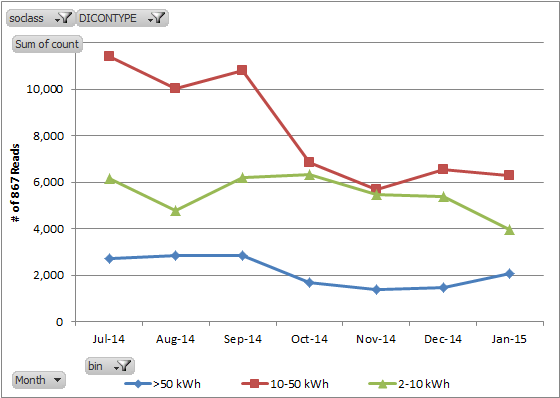 soclass DICONTYPE
Sum of count
10,000
8,000
6,000
4,000
2,000
0
# of 867 Reads
Jul-14 Aug-14 Sep-14 Oct-14 Nov-14 Dec-14 Jan-15
bin
Month
>50 kWh 10-50 kWh 2-10 kWh